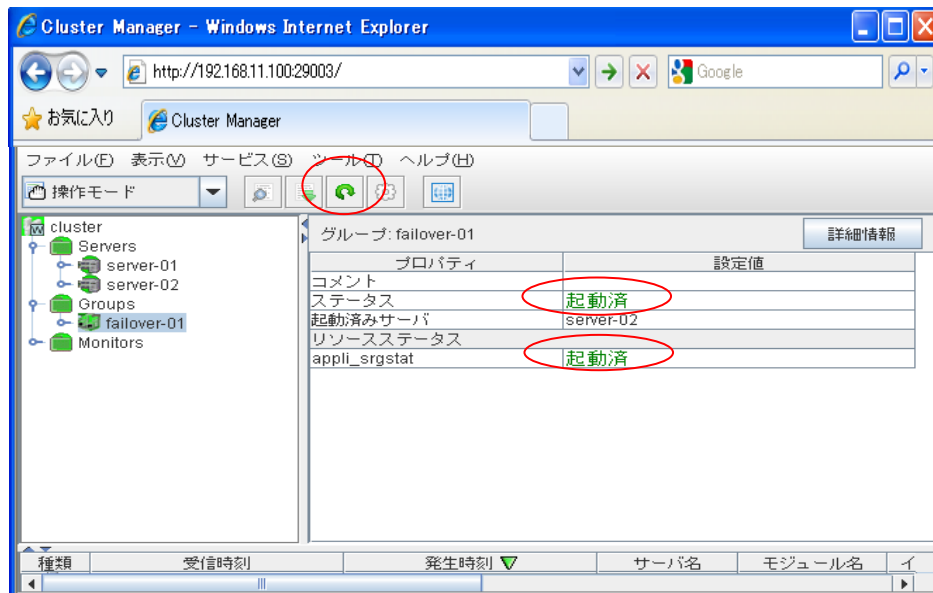 Cluster Manager - Windows Internet Explorer
http://192.168.11.100:29003/
Google
お気に入り
Cluster Manager
ファイル(F) 表示(V) サービス(S) ツール(T) ヘルプ(H)
操作モード
cluster
Servers
server-01
server-02
Groups
failover-01
Monitors
グループ: failover-01
詳細情報
プロパティ 設定値
コメント
ステータス 起動済
起動済みサーバ server-02
リソースステータス
appli_srgstat 起動済
種類 受信時刻 発生時刻 サーバ名 モジュール名 イ